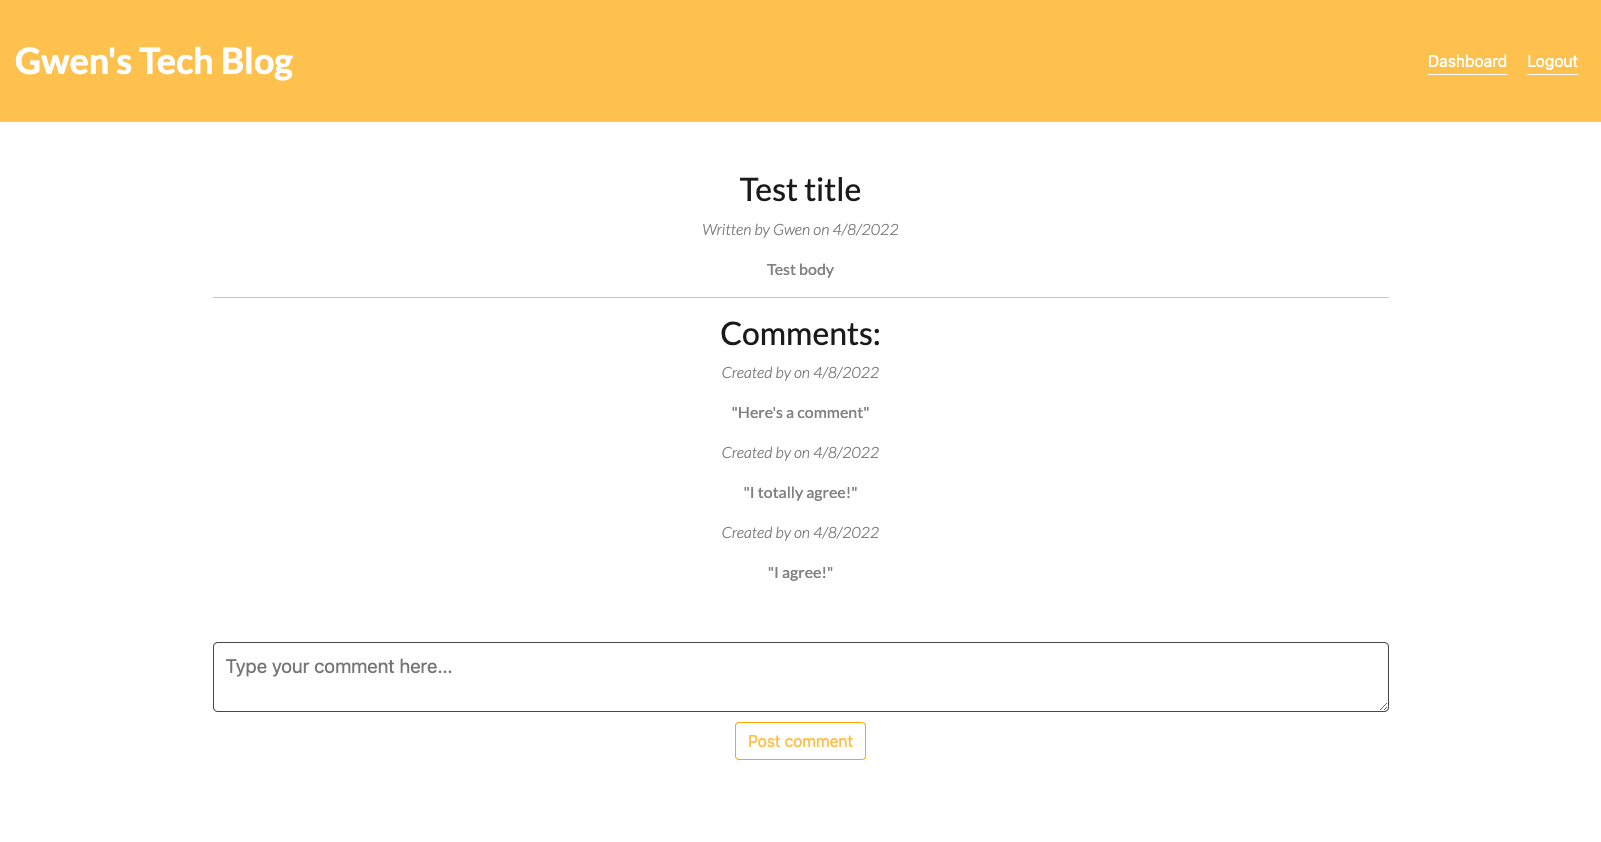 Gwen's Tech Blog
Dashboard Logout
Test title
Written by Gwen on 4/8/2022
Test body
Comments:
Created by on 4/8/2022
"Here's a comment"
Created by on 4/8/2022
"I totally agree!"
Created by on 4/8/2022
"I agree!"
Type your comment here...
Post comment